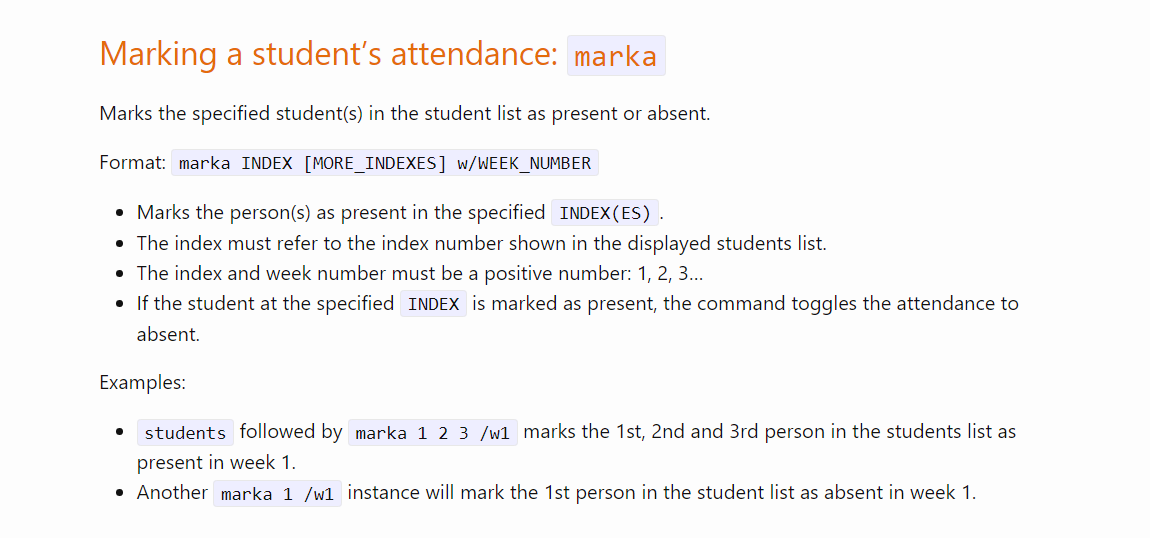 Marking a student’s attendance: marka
Marks the specified student(s) in the student list as present or absent.
Format: marka INDEX [MORE_INDEXES] w/WEEK_NUMBER
• Marks the person(s) as present in the specified INDEX(ES).
• The index must refer to the index number shown in the displayed students list.
• The index and week number must be a positive number: 1, 2, 3…
• If the student at the specified INDEX is marked as present, the command toggles the attendance to
absent.
Examples:
• students followed by marka 1 2 3 /w1 marks the 1st, 2nd and 3rd person in the students list as
present in week 1.
• Another marka 1 /w1 instance will mark the 1st person in the student list as absent in week 1.